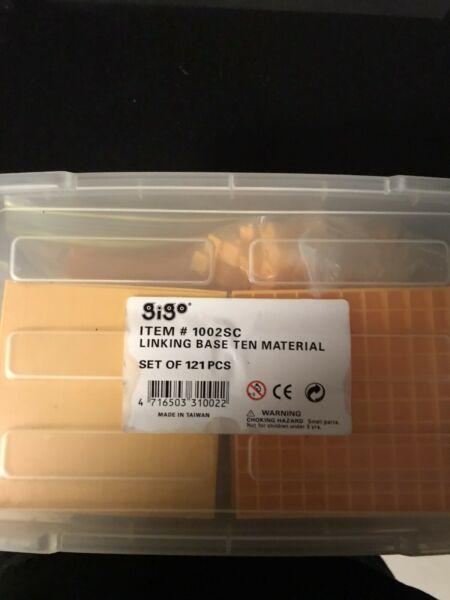 gigo®
ITEM # 1002SC
LINKING BASE TEN MATERIAL
SET OF 121 PCS
4 716503 310022
MADE IN TAIWAN
CE
WARNING
CHOKING HAZARD Small parts.
Not for children under 3 yrs.